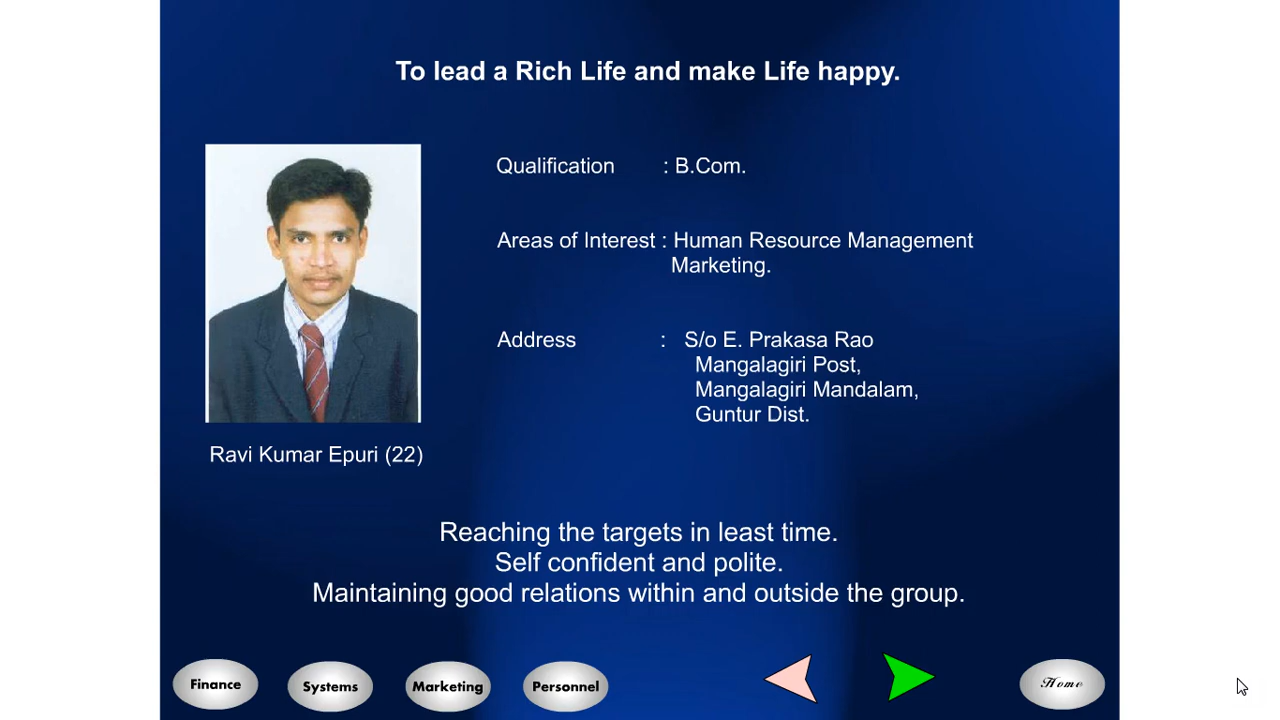 To lead a Rich Life and make Life happy.
Qualification : B.Com.
Areas of Interest : Human Resource Management
Marketing.
Address : S/o E. Prakasa Rao
Mangalagiri Post,
Mangalagiri Mandalam,
Guntur Dist.
Ravi Kumar Epuri (22)
Reaching the targets in least time.
Self confident and polite.
Maintaining good relations within and outside the group.
Finance Systems Marketing Personnel Home